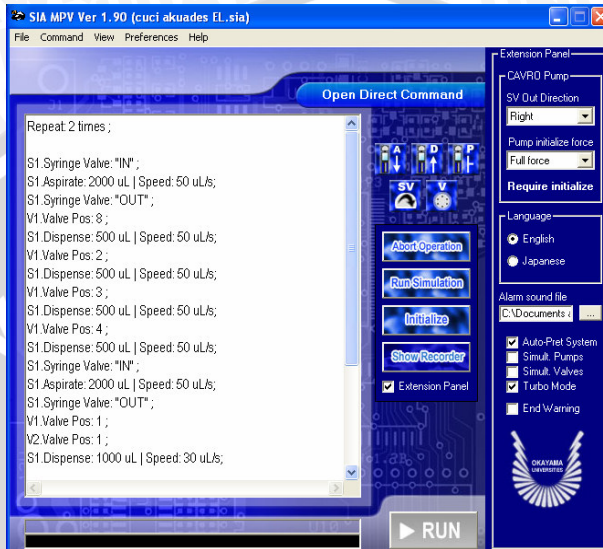 SIA MPV Ver 1.90 (cuci akuades EL.sia)
File Command View Preferences Help
Open Direct Command
Repeat: 2 times ;
S1.Syringe Valve: "IN" ;
S1.Aspirate: 2000 uL | Speed: 50 uL/s;
S1.Syringe Valve: "OUT" ;
V1.Valve Pos: 8 ;
S1.Dispense: 500 uL | Speed: 50 uL/s;
V1.Valve Pos: 2 ;
S1.Dispense: 500 uL | Speed: 50 uL/s;
V1.Valve Pos: 3 ;
S1.Dispense: 500 uL | Speed: 50 uL/s;
V1.Valve Pos: 4 ;
S1.Dispense: 500 uL | Speed: 50 uL/s;
S1.Syringe Valve: "IN" ;
S1.Aspirate: 2000 uL | Speed: 50 uL/s;
S1.Syringe Valve: "OUT" ;
V1.Valve Pos: 1 ;
V2.Valve Pos: 1 ;
S1.Dispense: 1000 uL | Speed: 30 uL/s;
A D P
SV V
Abort Operation
Run Simulation
Initialize
Show Recorder
Extension Panel
RUN
Extension Panel
CAVRO Pump
SV Out Direction
Right
Pump initialize force
Full force
Require initialize
Language
English
Japanese
Alarm sound file
C:\Documents
...
Auto-Pret System
Simult. Pumps
Simult. Valves
Turbo Mode
End Warning
OKAYAMA
UNIVERSITIES